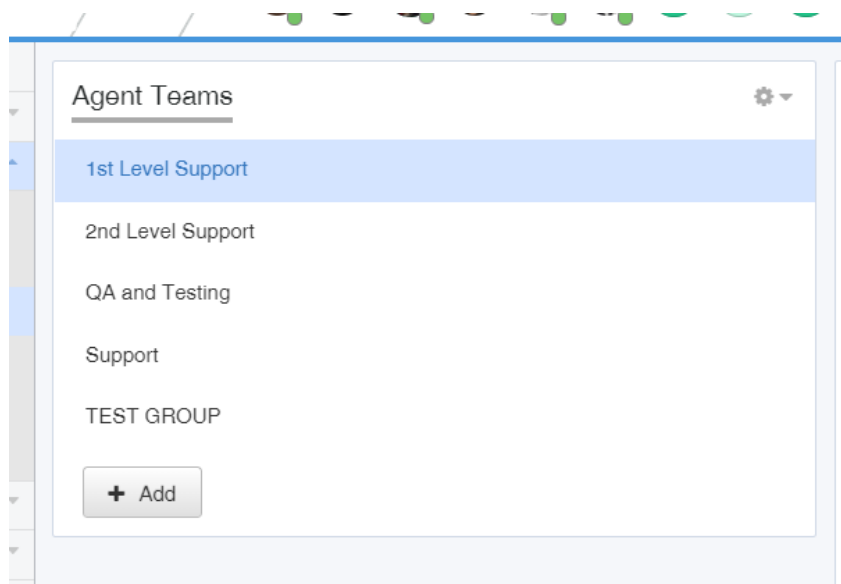 Agent Teams
1st Level Support
2nd Level Support
QA and Testing
Support
TEST GROUP
+ Add